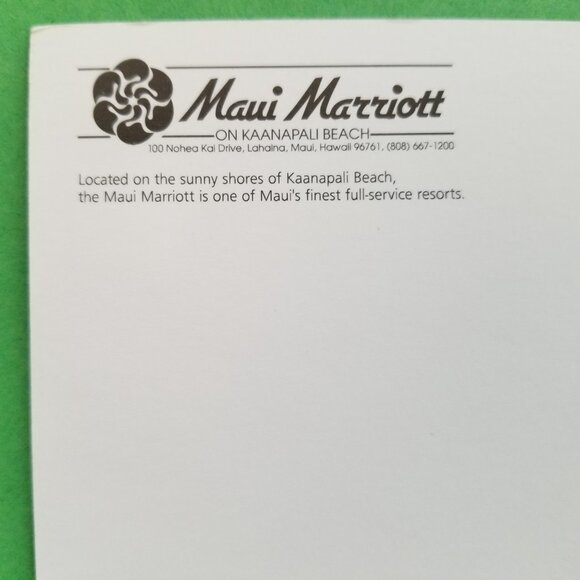 Maui Marriott
ON KAANAPALI BEACH
100 Nohea Kai Drive, Lahaina, Maui, Hawaii 96761, (808) 667-1200
Located on the sunny shores of Kaanapali Beach,
the Maui Marriott is one of Maui's finest full-service resorts.